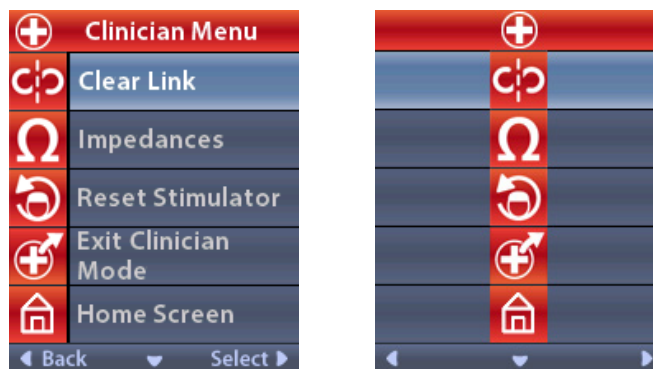 Clinician Menu
Clear Link
Ω Impedances
Reset Stimulator
Exit Clinician
Mode
Home Screen
Back Select
Ω